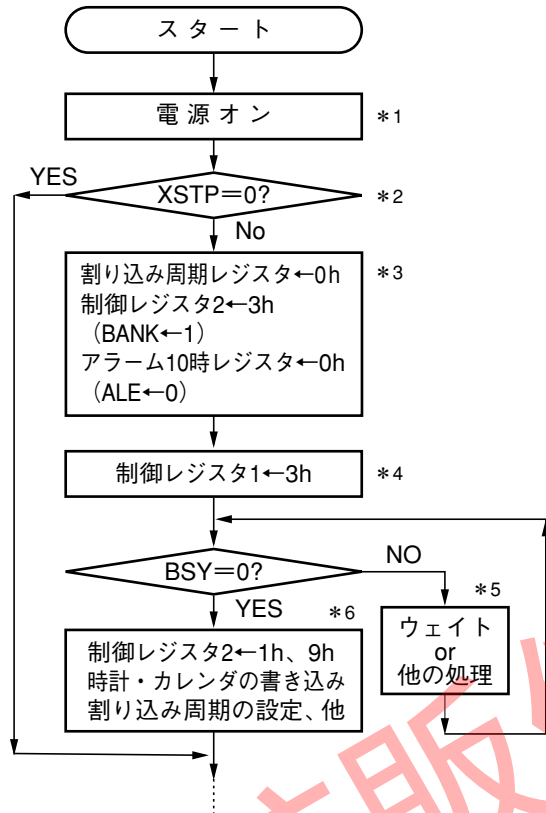 スタート
電源オン
*1
YES
XSTP=0?
*2
No
割り込み周期レジスタ←0h
*3
制御レジスタ2←3h
(BANK←1)
アラーム10時レジスタ←0h
(ALE←0)
制御レジスタ1←3h
*4
BSY=0?
NO
YES
*6
*5
ウェイト
or
他の処理
制御レジスタ2←1h、9h
時計・カレンダの書き込み
割り込み周期の設定、他